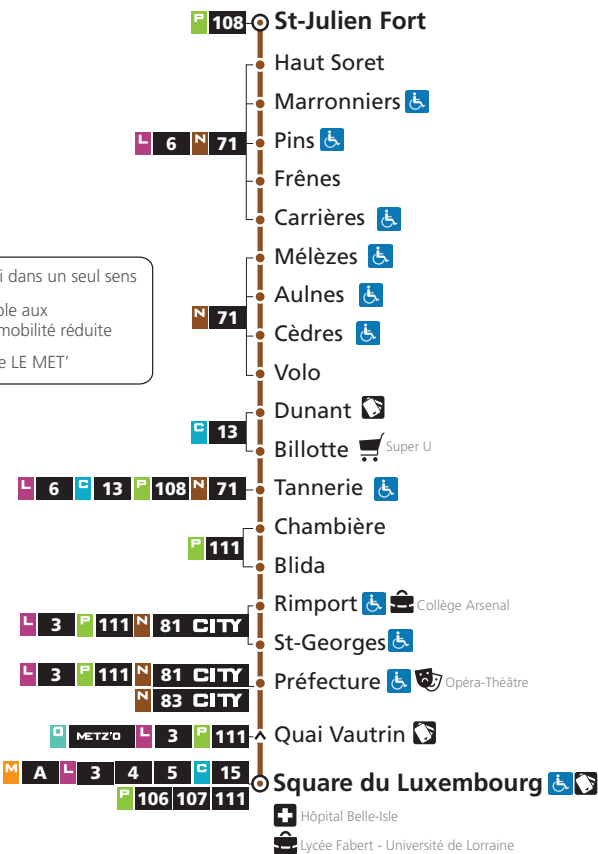 P 108 St-Julien Fort
Haut Soret
Marronniers
L 6 N 71 Pins
Frênes
Carrières
Mélèzes
dans un seul sens
Aulnes
aux
mobilité réduite
N 71 Cèdres
LE MET'
Volo
Dunant
C 13
Billotte Super U
L 6 C 13 P 108 N 71 Tannerie
Chambière
P 111
Blida
Rimport Collège Arsenal
L 3 P 111 N 81 CITY
St-Georges
L 3 P 111 N 81 CITY
Préfecture Opéra-Théâtre
N 83 CITY
O METZ'O L 3 P 111 Quai Vautrin
M A L 3 4 5 C 15
Square du Luxembourg
P 106 107 111
Hôpital Belle-Isle
Lycée Fabert - Université de Lorraine